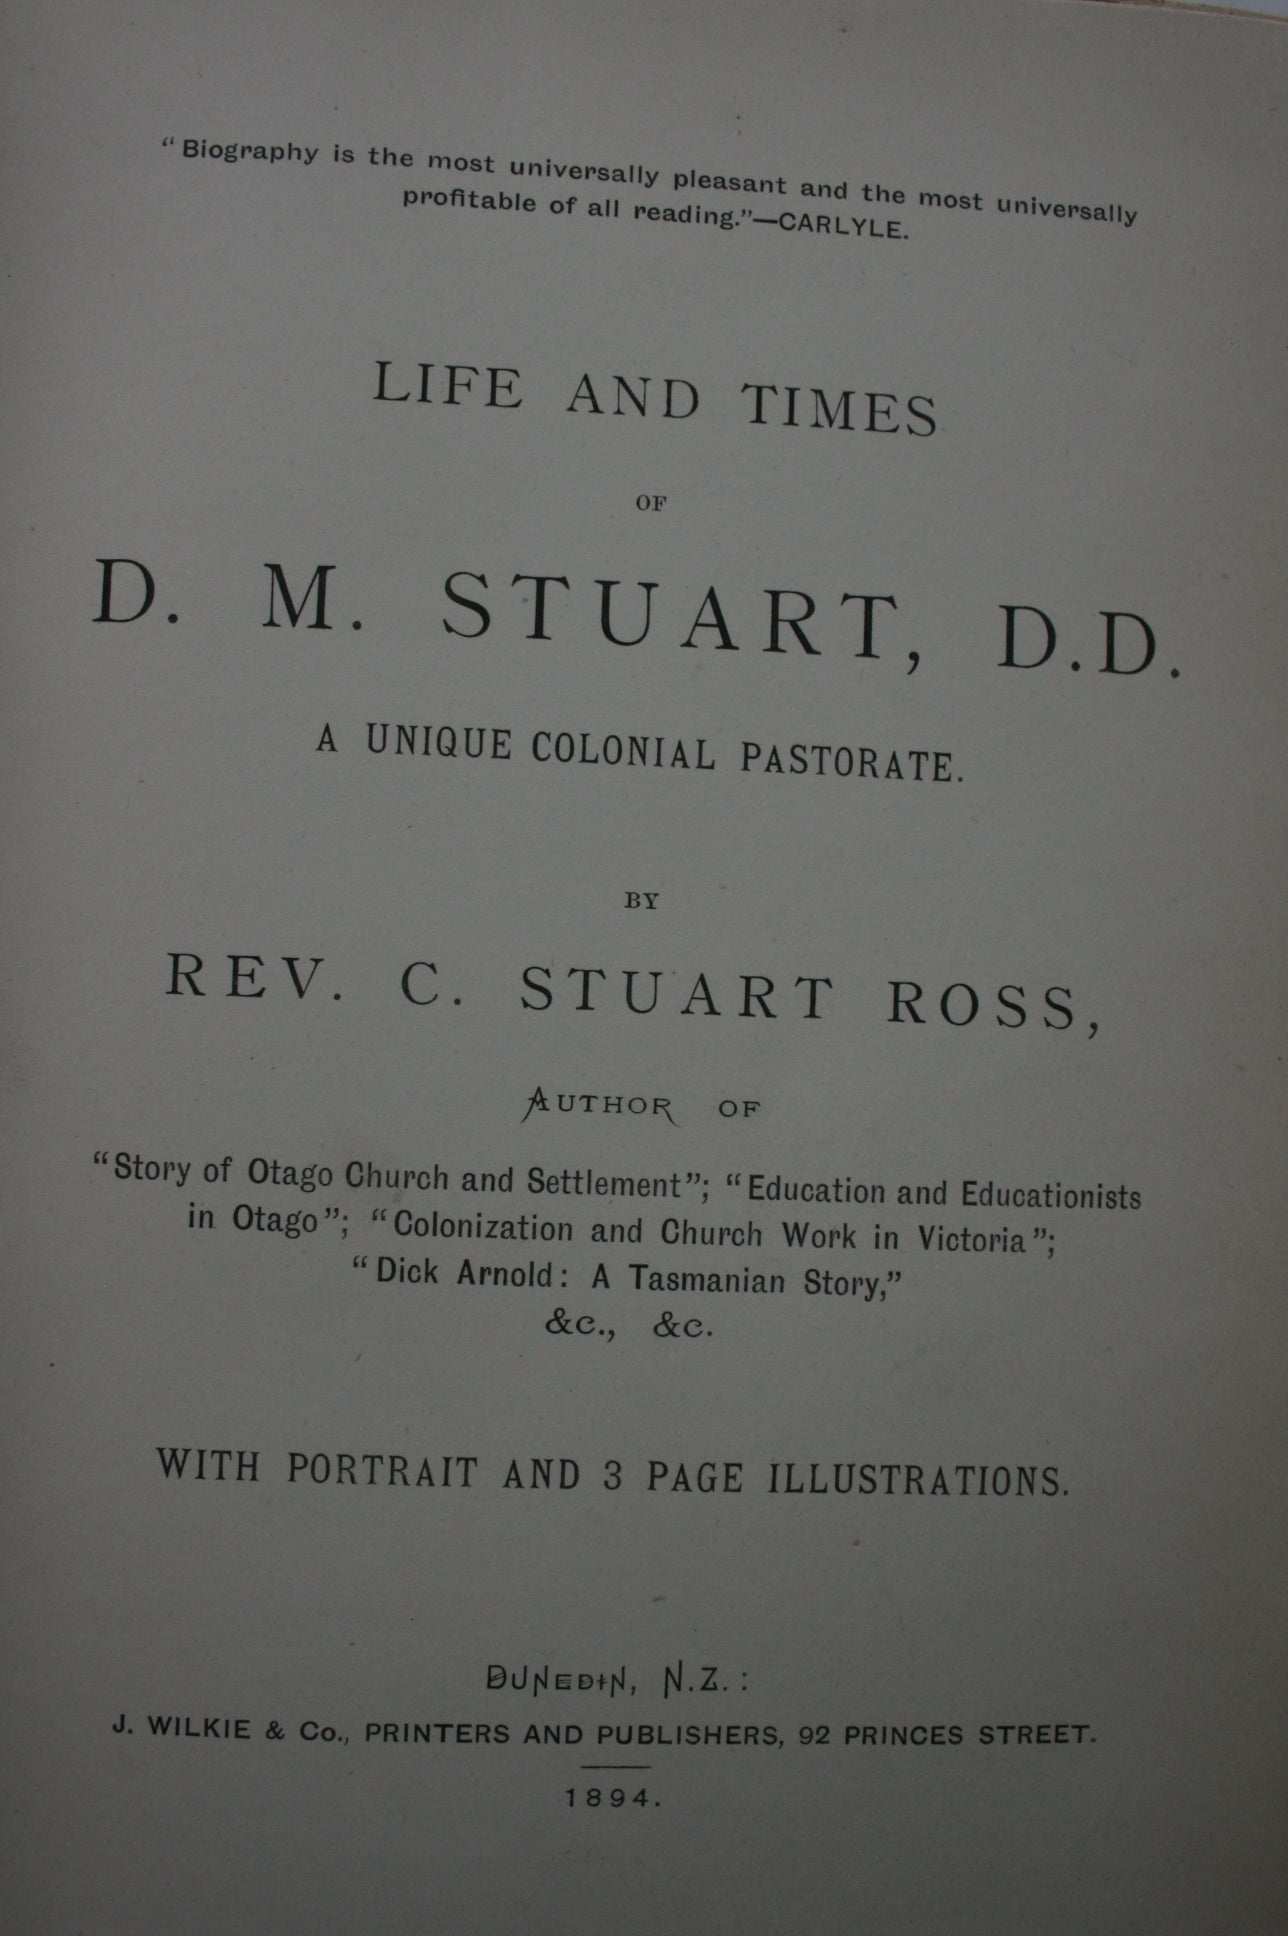 “Biography is the most universally pleasant and the most universally
profitable of all reading.”—CARLYLE.
LIFE AND TIMES
OF
D. M. STUART, D.D.
A UNIQUE COLONIAL PASTORATE.
BY
REV. C. STUART ROSS,
AUTHOR OF
“Story of Otago Church and Settlement”; “Education and Educationists
in Otago”; “Colonization and Church Work in Victoria”;
“Dick Arnold: A Tasmanian Story,”
&c., &c.
WITH PORTRAIT AND 3 PAGE ILLUSTRATIONS.
DUNEDIN, N.Z. :
J. WILKIE & Co., PRINTERS AND PUBLISHERS, 92 PRINCES STREET.
1894.